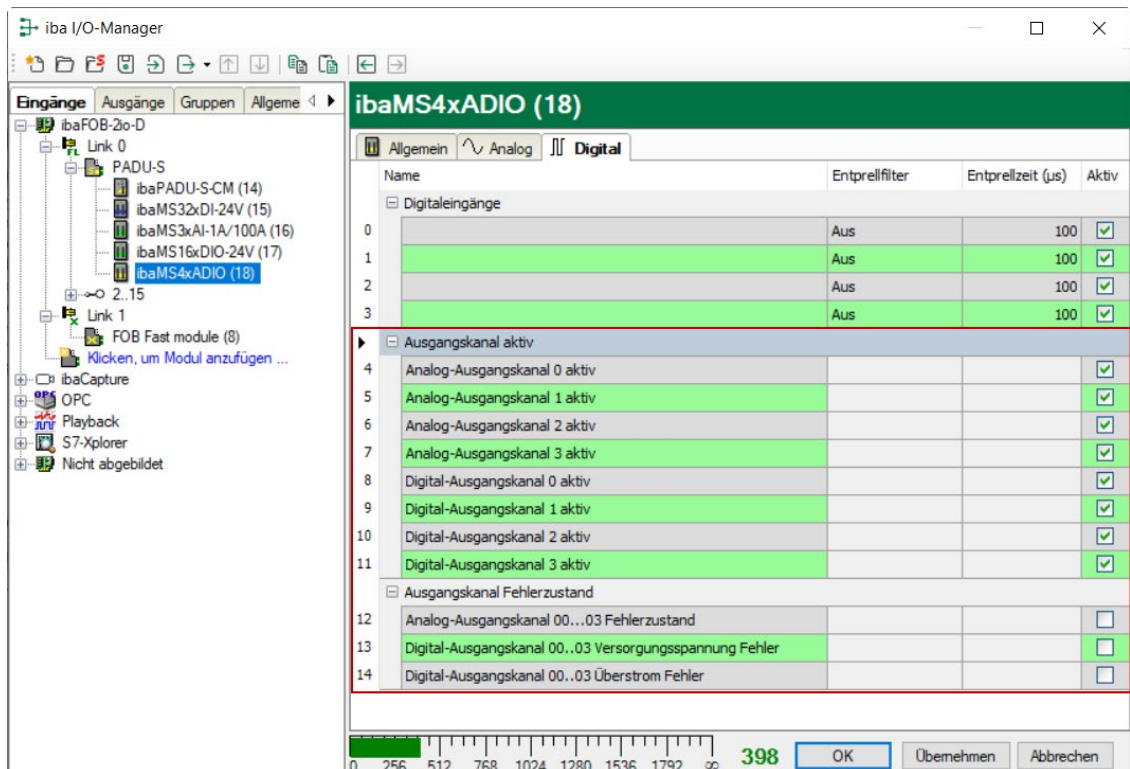 iba I/O-Manager
Eingänge Ausgänge Gruppen Allgeme
ibaFOB-2io-D
Link 0
PADU-S
ibaPADU-S-CM (14)
ibaMS32xDI-24V (15)
ibaMS3xAI-1A/100A (16)
ibaMS16xDIO-24V (17)
ibaMS4xADIO (18)
2..15
Link 1
FOB Fast module (8)
Klicken, um Modul anzufügen ...
ibaCapture
OPC
Playback
S7-Xplorer
Nicht abgebildet
ibaMS4xADIO (18)
Allgemein Analog Digital
Name Entprellfilter Entprellzeit (µs) Aktiv
Digitaleingänge
0 Aus 100
1 Aus 100
2 Aus 100
3 Aus 100
Ausgangskanal aktiv
4 Analog-Ausgangskanal 0 aktiv
5 Analog-Ausgangskanal 1 aktiv
6 Analog-Ausgangskanal 2 aktiv
7 Analog-Ausgangskanal 3 aktiv
8 Digital-Ausgangskanal 0 aktiv
9 Digital-Ausgangskanal 1 aktiv
10 Digital-Ausgangskanal 2 aktiv
11 Digital-Ausgangskanal 3 aktiv
Ausgangskanal Fehlerzustand
12 Analog-Ausgangskanal 00...03 Fehlerzustand
13 Digital-Ausgangskanal 00..03 Versorgungsspannung Fehler
14 Digital-Ausgangskanal 00..03 Überstrom Fehler
0 256 512 768 1024 1280 1536 1792 ∞ 398 OK Übernehmen Abbrechen